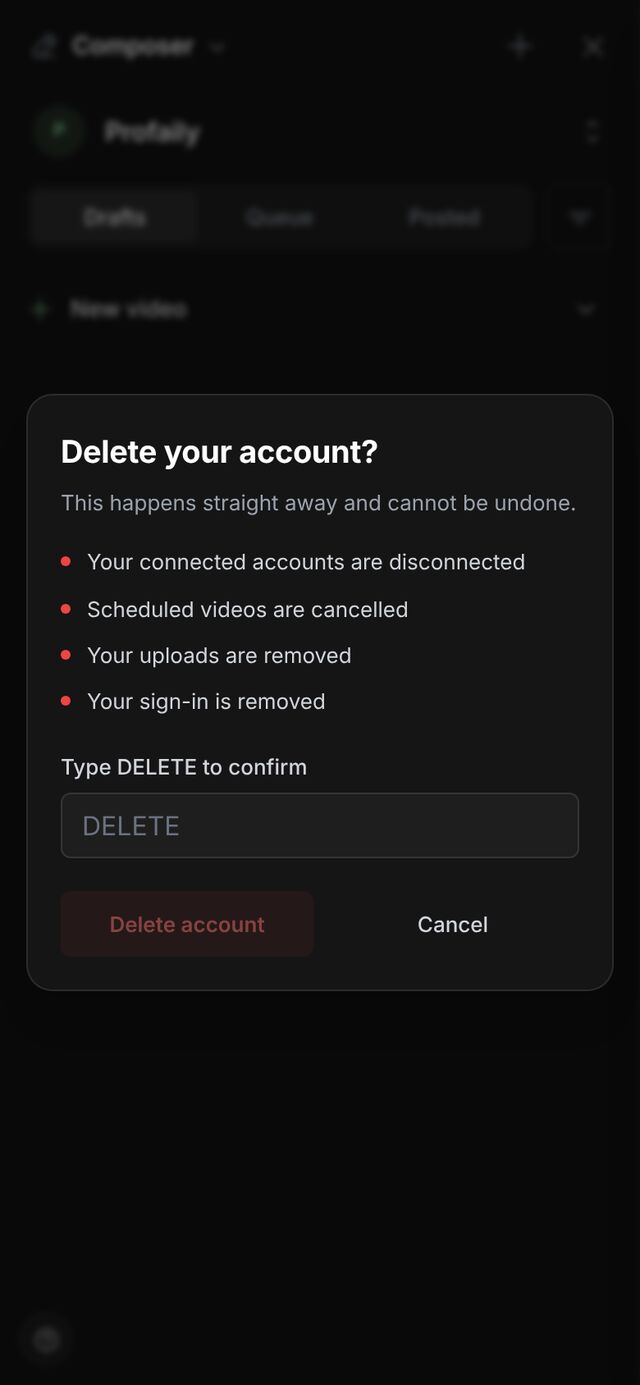 Composer
Profaily
Drafts Queue Posted
New video
Delete your account?
This happens straight away and cannot be undone.
Your connected accounts are disconnected
Scheduled videos are cancelled
Your uploads are removed
Your sign-in is removed
Type DELETE to confirm
DELETE
Delete account Cancel